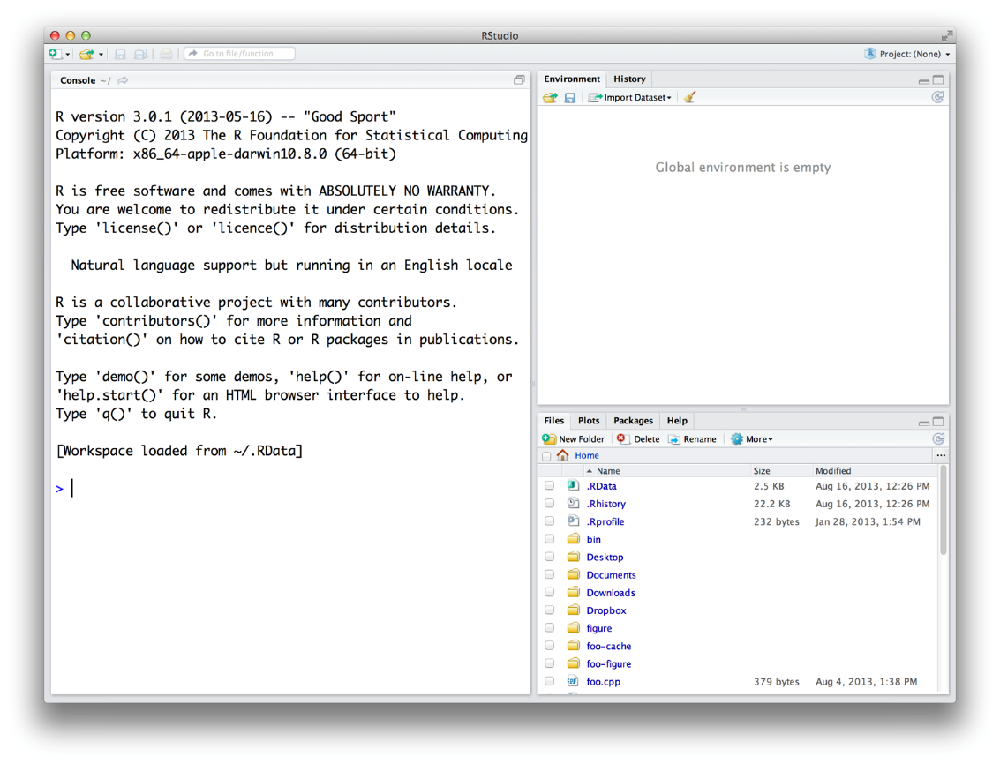 RStudio
Go to file/function
Project: (None)
Console ~/
R version 3.0.1 (2013-05-16) -- "Good Sport"
Copyright (C) 2013 The R Foundation for Statistical Computing
Platform: x86_64-apple-darwin10.8.0 (64-bit)
R is free software and comes with ABSOLUTELY NO WARRANTY.
You are welcome to redistribute it under certain conditions.
Type 'license()' or 'licence()' for distribution details.
Natural language support but running in an English locale
R is a collaborative project with many contributors.
Type 'contributors()' for more information and
'citation()' on how to cite R or R packages in publications.
Type 'demo()' for some demos, 'help()' for on-line help, or
'help.start()' for an HTML browser interface to help.
Type 'q()' to quit R.
[Workspace loaded from ~/.RData]
>
Environment History
Import Dataset
Global environment is empty
Files Plots Packages Help
New Folder Delete Rename More
Home ...
Name Size Modified
.RData 2.5 KB Aug 16, 2013, 12:26 PM
.Rhistory 22.2 KB Aug 16, 2013, 12:26 PM
.Rprofile 232 bytes Jan 28, 2013, 1:54 PM
bin
Desktop
Documents
Downloads
Dropbox
figure
foo-cache
foo-figure
foo.cpp 379 bytes Aug 4, 2013, 1:38 PM